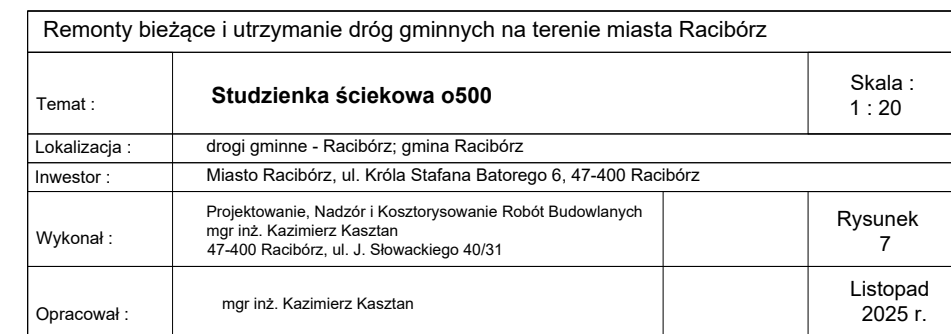 Remonty bieżące i utrzymanie dróg gminnych na terenie miasta Racibórz
Temat :
Studzienka ściekowa o500
Skala :
1 : 20
Lokalizacja :
drogi gminne - Racibórz; gmina Racibórz
Inwestor :
Miasto Racibórz, ul. Króla Stafana Batorego 6, 47-400 Racibórz
Wykonał :
Projektowanie, Nadzór i Kosztorysowanie Robót Budowlanych
mgr inż. Kazimierz Kasztan
47-400 Racibórz, ul. J. Słowackiego 40/31
Rysunek
7
Opracował :
mgr inż. Kazimierz Kasztan
Listopad
2025 r.